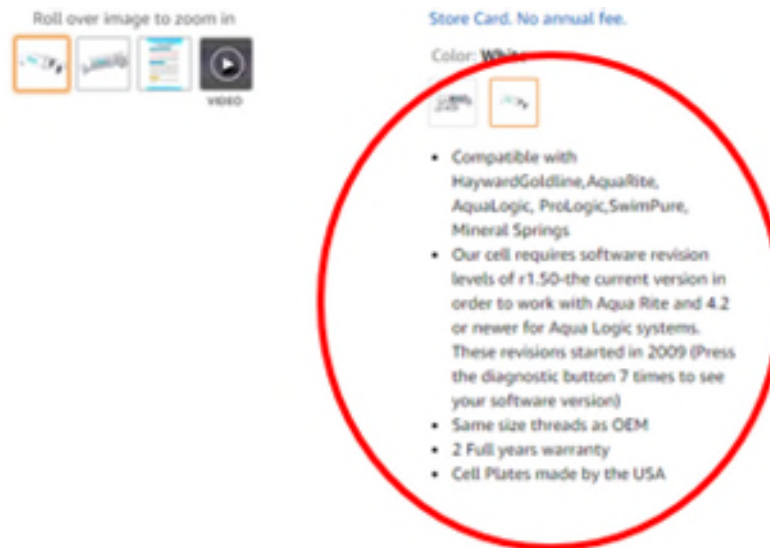 Roll over image to zoom in
VIDEO
Store Card. No annual fee.
Color: White
• Compatible with
HaywardGoldline,AquaRite,
AquaLogic, ProLogic,SwimPure,
Mineral Springs
• Our cell requires software revision
levels of r1.50-the current version in
order to work with Aqua Rite and 4.2
or newer for Aqua Logic systems.
These revisions started in 2009 (Press
the diagnostic button 7 times to see
your software version)
• Same size threads as OEM
• 2 Full years warranty
• Cell Plates made by the USA